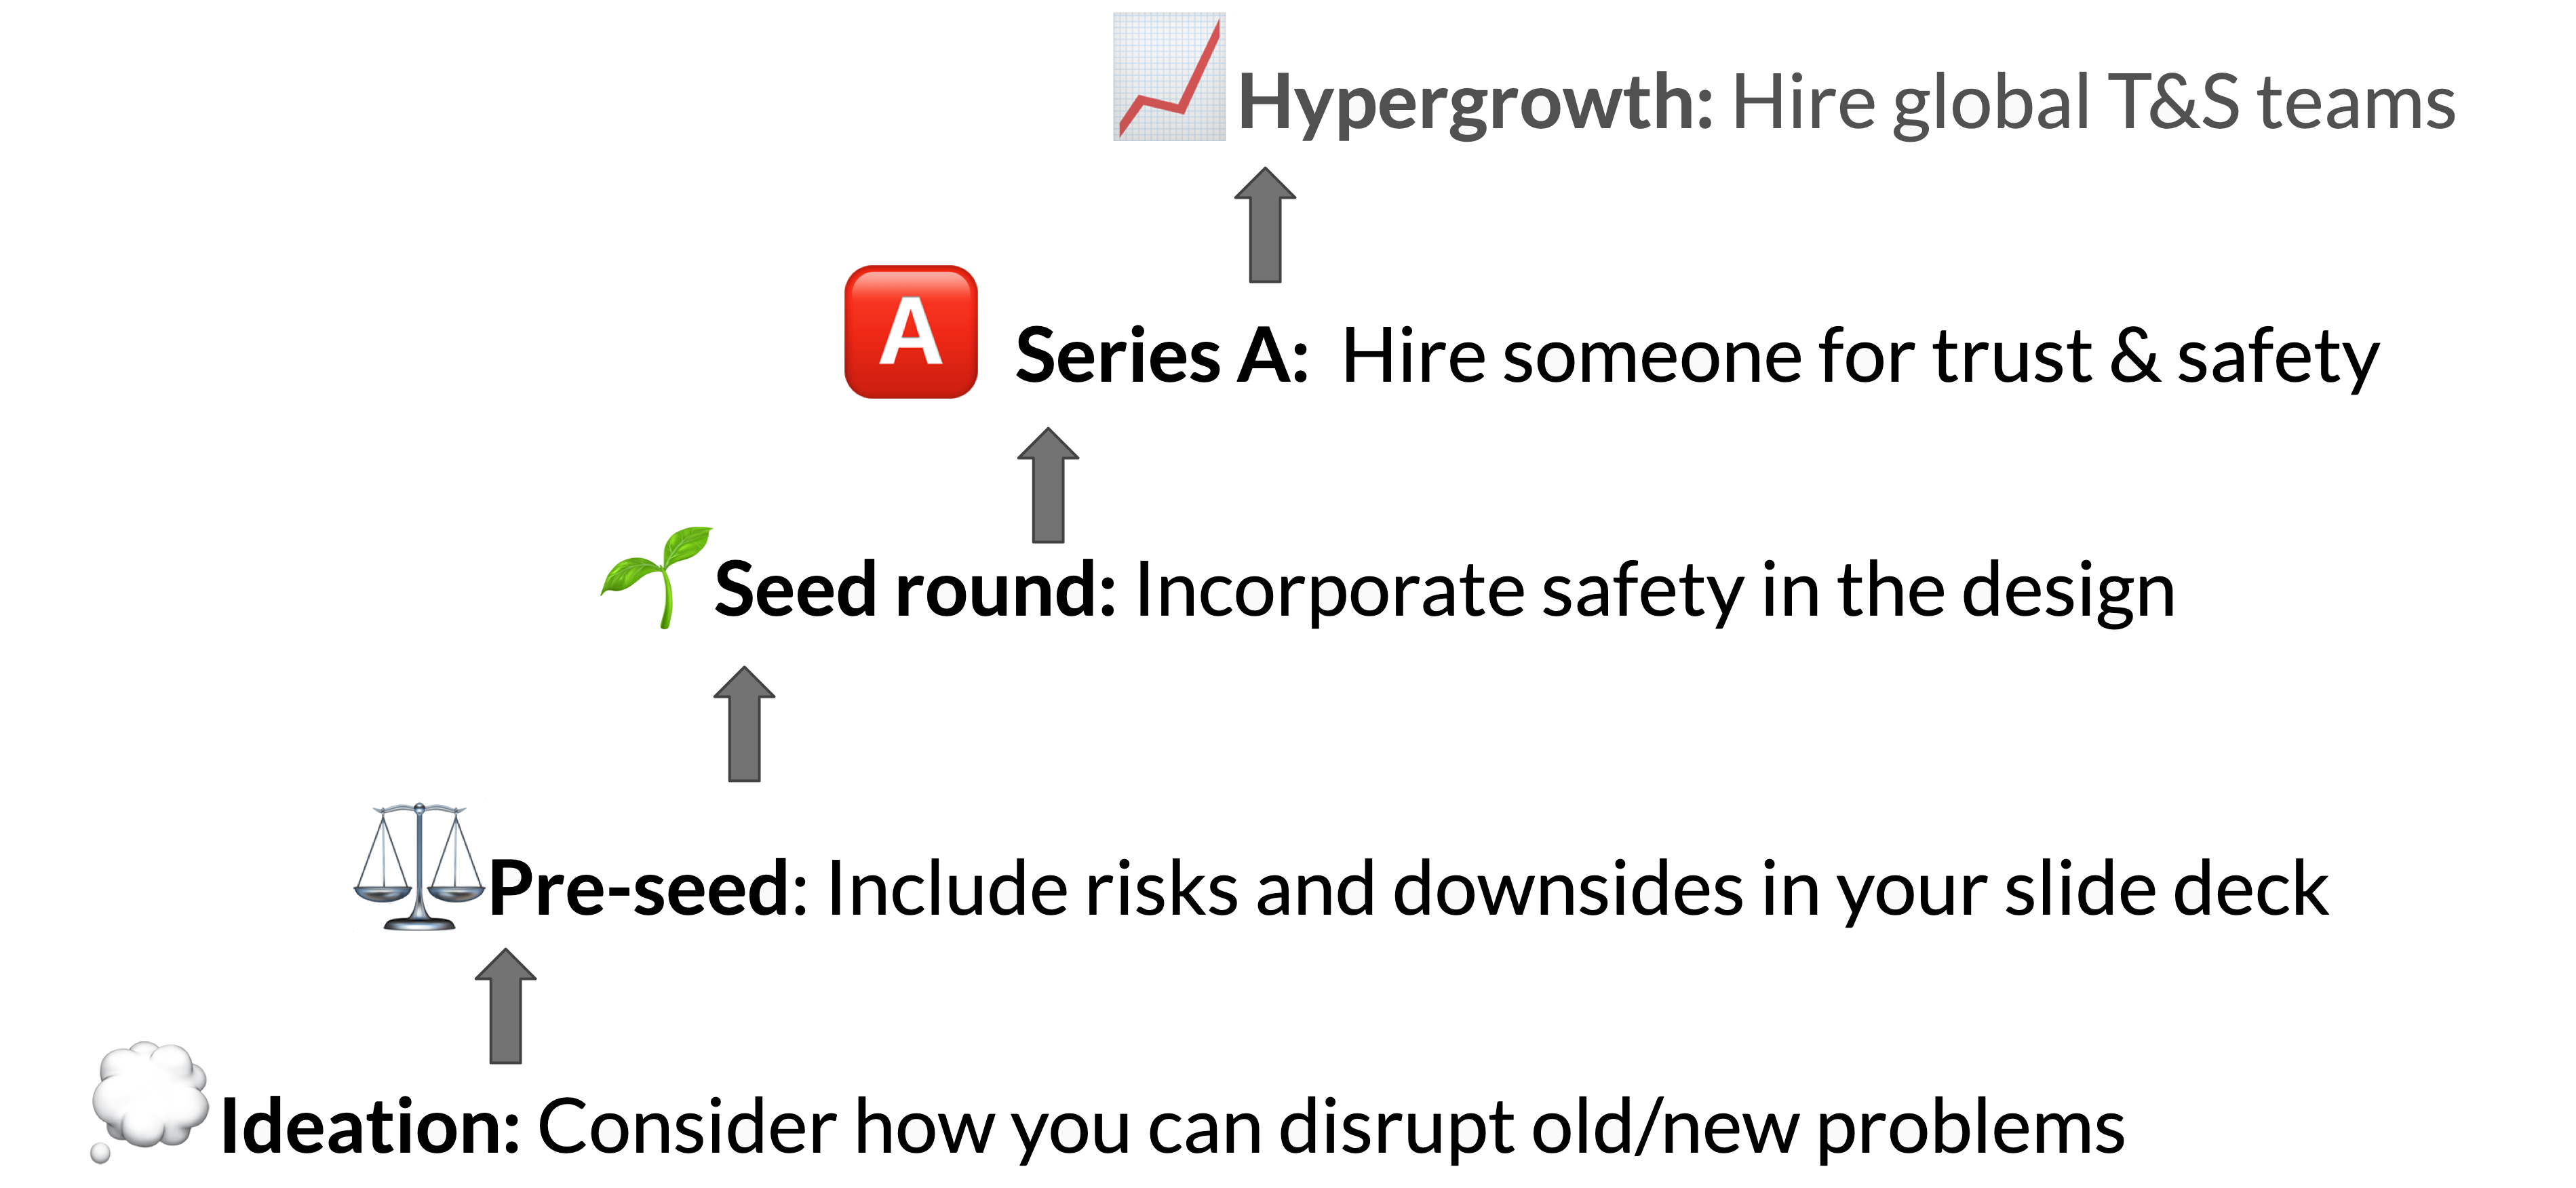 Hypergrowth: Hire global T&S teams
A
Series A: Hire someone for trust & safety
Seed round: Incorporate safety in the design
Pre-seed: Include risks and downsides in your slide deck
Ideation: Consider how you can disrupt old/new problems